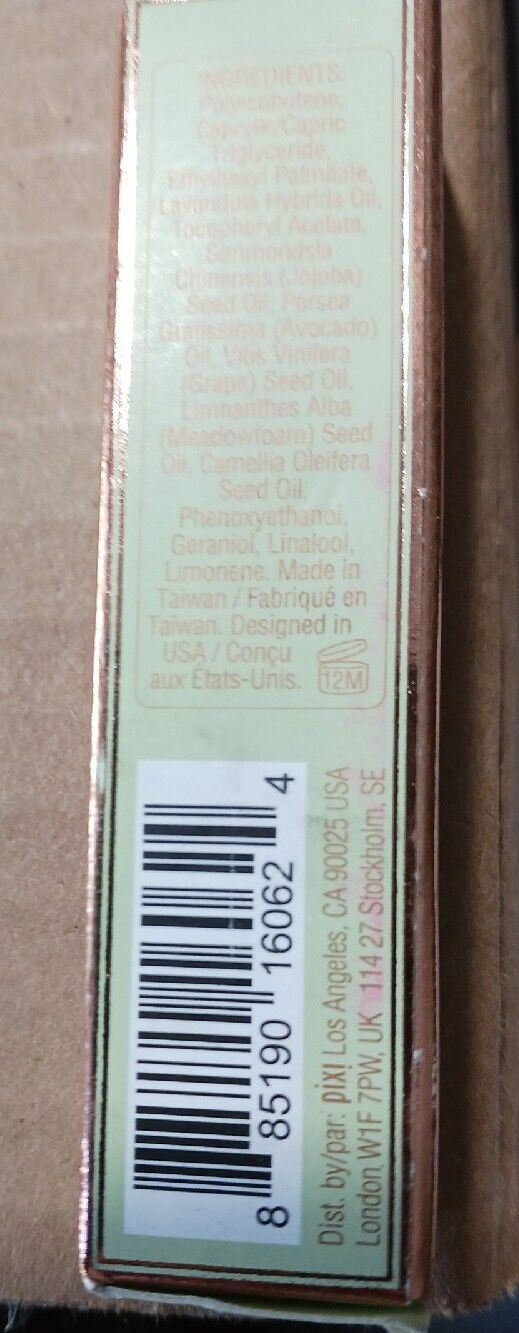 INGREDIENTS:
Polyisobutene,
Caprylic/Capric
Triglyceride,
Ethylhexyl Palmitate,
Lavandula Hybrida Oil,
Tocopheryl Acetate,
Simmondsia
Chinensis (Jojoba)
Seed Oil, Persea
Gratissima (Avocado)
Oil, Vitis Vinifera
(Grape) Seed Oil,
Limnanthes Alba
(Meadowfoam) Seed
Oil, Camellia Oleifera
Seed Oil,
Phenoxyethanol,
Geraniol, Linalool,
Limonene. Made in
Taiwan / Fabriqué en
Taïwan. Designed in
USA / Conçu
aux États-Unis.
12M
8 85190 16062 4
Dist. by/par: pixi Los Angeles, CA 90025 USA
London W1F 7PW, UK 114 27 Stockholm, SE